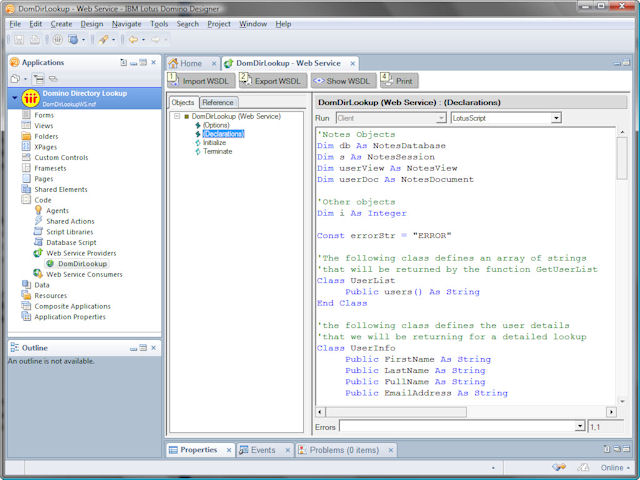 DomDirLookup - Web Service - IBM Lotus Domino Designer
File Edit Create Design Navigate Tools Search Project Window Help
Applications
Home
DomDirLookup - Web Service
1 Import WSDL
2 Export WSDL
Show WSDL
4 Print
Domino Directory Lookup
DomDirLookupWS.nsf
Forms
Views
Folders
XPages
Custom Controls
Framesets
Pages
Shared Elements
Code
Agents
Shared Actions
Script Libraries
Database Script
Web Service Providers
DomDirLookup
Web Service Consumers
Data
Resources
Composite Applications
Application Properties
Outline
An outline is not available.
Objects Reference
DomDirLookup (Web Service)
(Options)
(Declarations)
Initialize
Terminate
DomDirLookup (Web Service) : (Declarations)
Run Client LotusScript
'Notes Objects
Dim db As NotesDatabase
Dim s As NotesSession
Dim userView As NotesView
Dim userDoc As NotesDocument
'Other objects
Dim i As Integer
Const errorStr = "ERROR"
'The following class defines an array of strings
'that will be returned by the function GetUserList
Class UserList
Public users() As String
End Class
'the following class defines the user details
'that we will be returning for a detailed lookup
Class UserInfo
Public FirstName As String
Public LastName As String
Public FullName As String
Public EmailAddress As String
Errors 1,1
Properties
Events
Problems (0 items)
Online